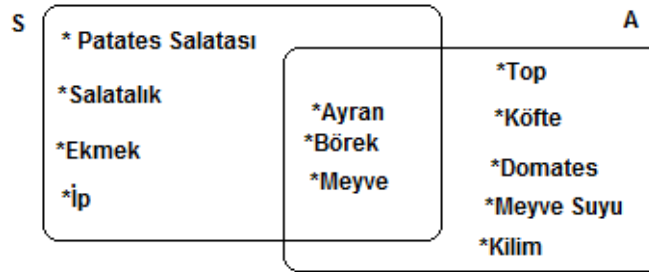 S
A
* Patates Salatası
*Salatalık
*Ekmek
*İp
*Ayran
*Börek
*Meyve
*Top
*Köfte
*Domates
*Meyve Suyu
*Kilim